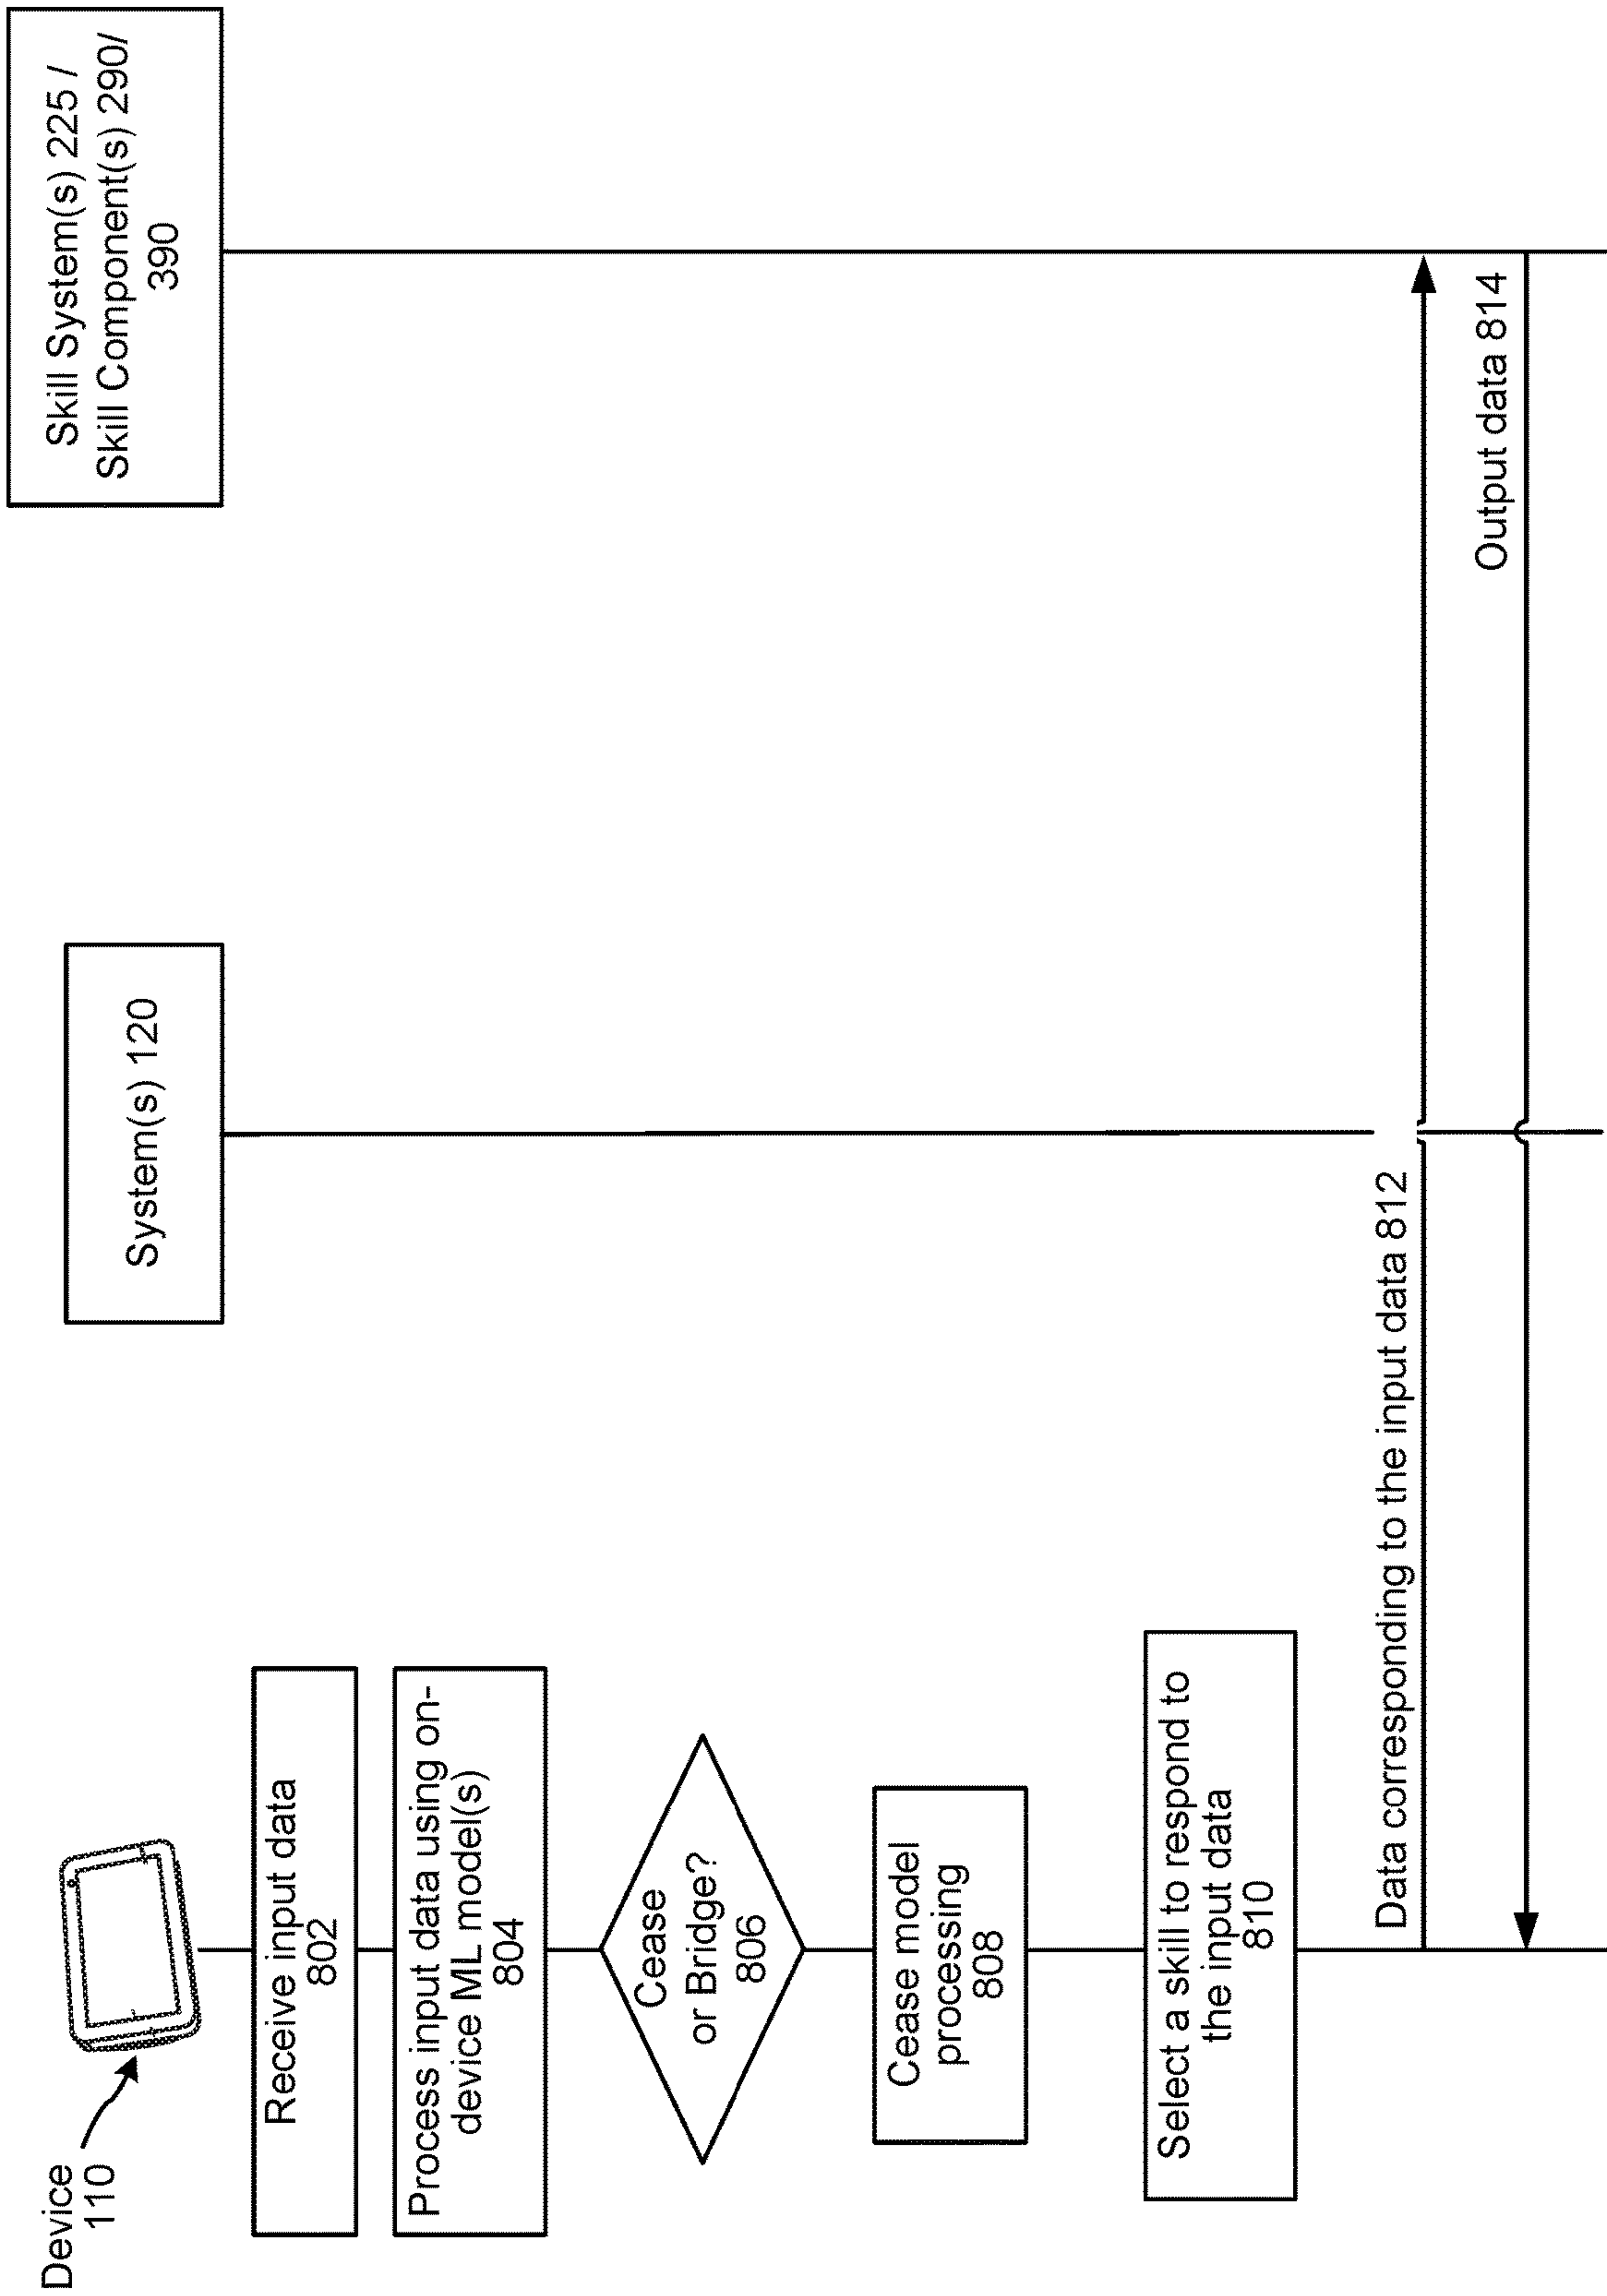 Device
110
System(s) 120
Skill System(s) 225 /
Skill Component(s) 290/
390
Receive input data
802
Process input data using on-
device ML model(s)
804
Cease
or Bridge?
806
Cease model
processing
808
Select a skill to respond to
the input data
810
Data corresponding to the input data 812
Output data 814